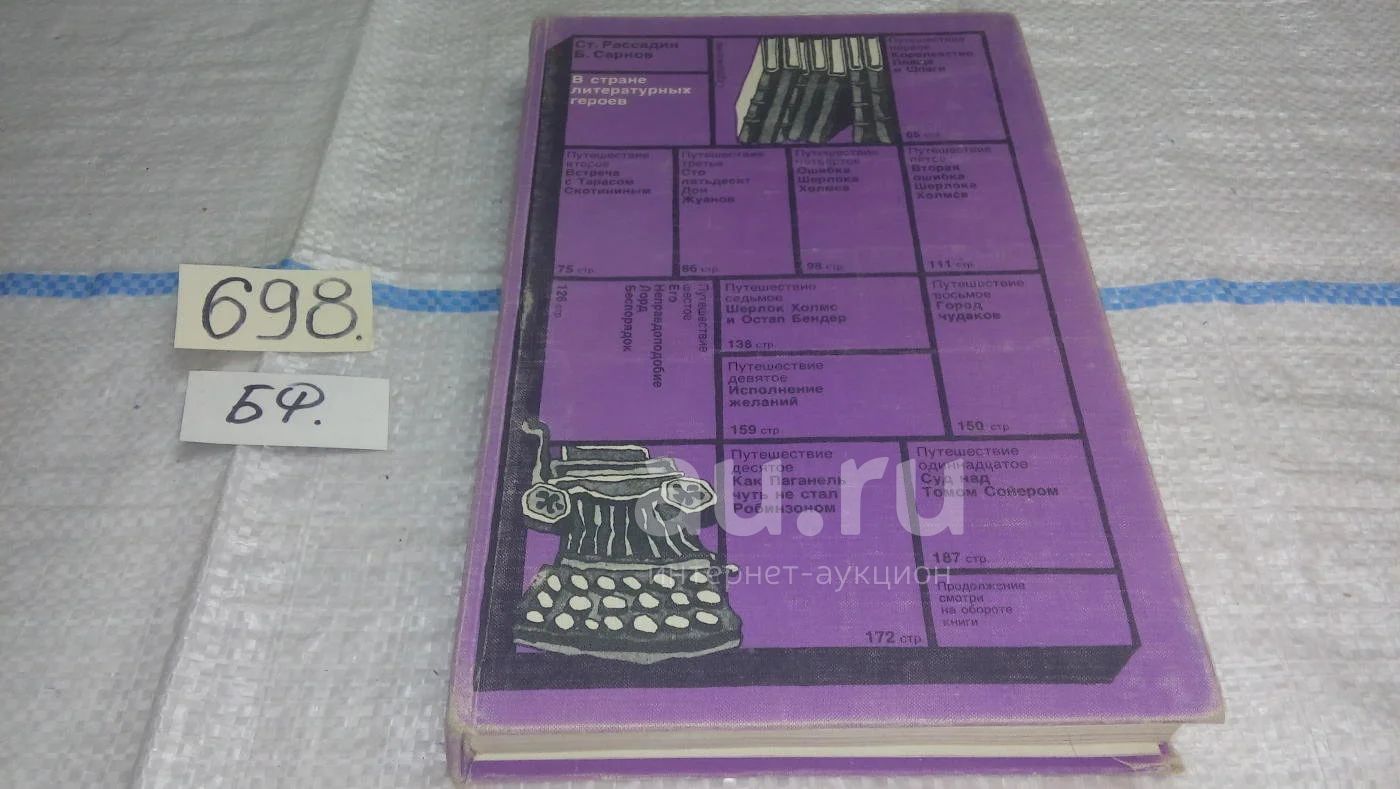 Ст. Рассадин
Б. Сарнов
В стране
литературных
героев
Путешествие
первое
Королевство
Плаща
и Шпаги
65 стр.
Путешествие
второе
Встреча
с Тарасом
Скотининым
75 стр.
Путешествие
третье
Сто
пятьдесят
Дон
Жуанов
86 стр.
Путешествие
четвертое
Ошибка
Шерлока
Холмса
98 стр.
Путешествие
пятое
Вторая
ошибка
Шерлока
Холмса
111 стр.
Путешествие
шестое
Его
Неправдоподобие
Лорд
Беспорядок
126 стр.
Путешествие
седьмое
Шерлок Холмс
и Остап Бендер
138 стр.
Путешествие
восьмое
Город
чудаков
150 стр.
Путешествие
девятое
Исполнение
желаний
159 стр.
Путешествие
десятое
Как Паганель
чуть не стал
Робинзоном
172 стр.
Путешествие
одиннадцатое
Суд над
Томом Сойером
187 стр.
Продолжение
смотри
на обороте
книги
698.
БФ.
au.ru
интернет-аукцион